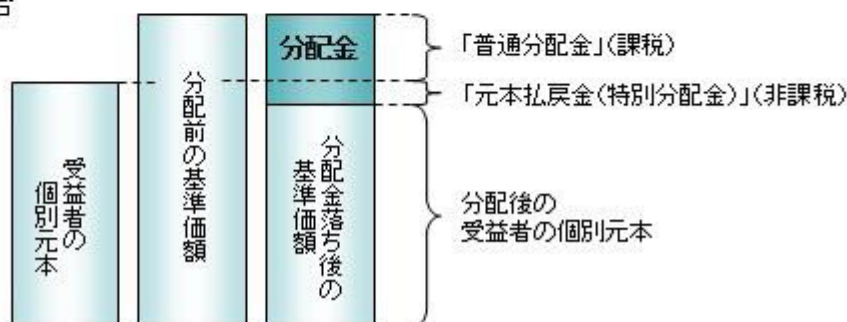 分配金
「普通分配金」(課税)
「元本払戻金(特別分配金)」(非課税)
受益者の
個別元本
分配前の基準価額
分配金落ち後の
基準価額
分配後の
受益者の個別元本